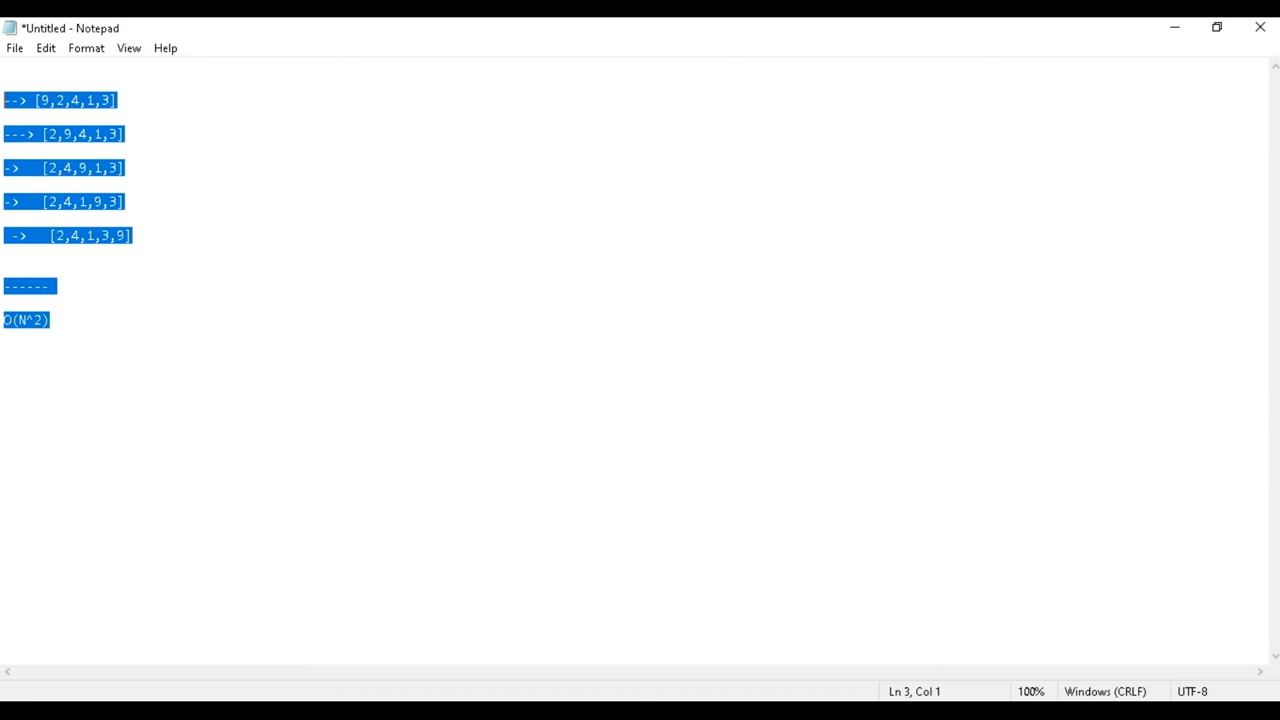 *Untitled - Notepad
File Edit Format View Help
--> [9,2,4,1,3]
---> [2,9,4,1,3]
->   [2,4,9,1,3]
->   [2,4,1,9,3]
 ->   [2,4,1,3,9]
------
O(N^2)
Ln 3, Col 1 100% Windows (CRLF) UTF-8